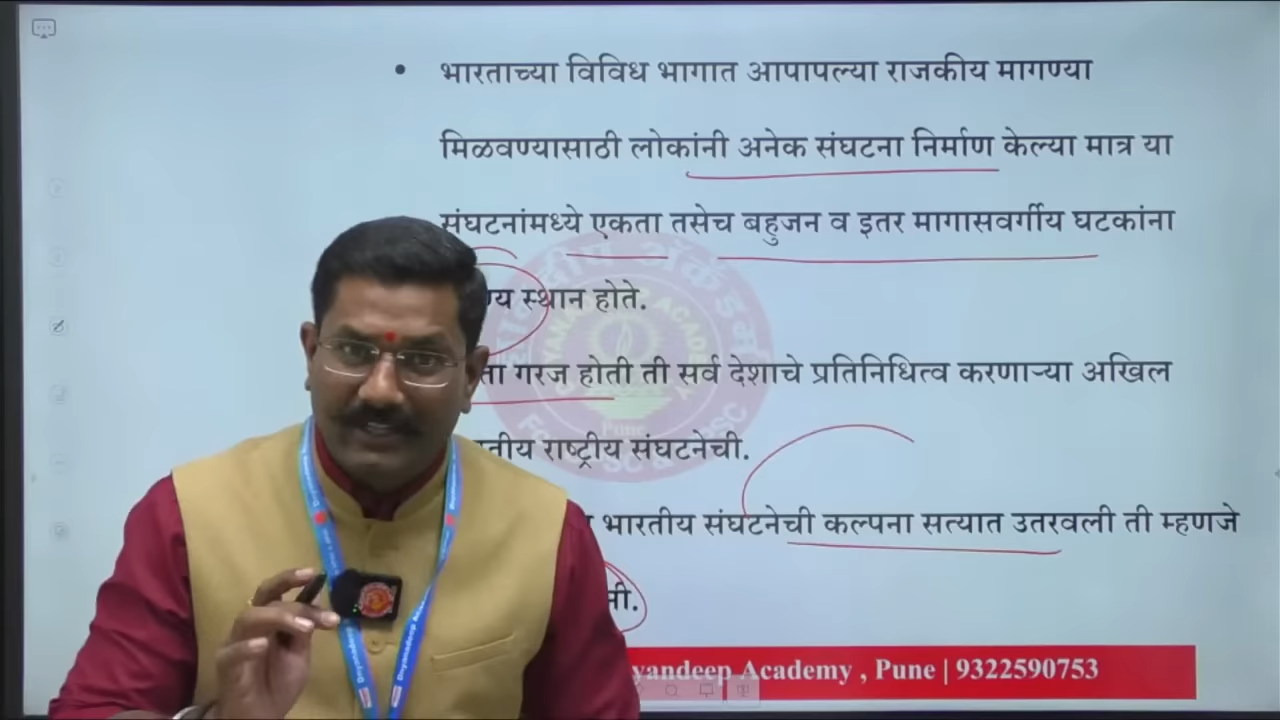 • भारताच्या विविध भागात आपापल्या राजकीय मागण्या
मिळवण्यासाठी लोकांनी अनेक संघटना निर्माण केल्या मात्र या
संघटनांमध्ये एकता तसेच बहुजन व इतर मागासवर्गीय घटकांना
स्थान होते.
गरज होती ती सर्व देशाचे प्रतिनिधित्व करणाऱ्या अखिल
राष्ट्रीय संघटनेची.
भारतीय संघटनेची कल्पना सत्यात उतरवली ती म्हणजे
yandeep Academy , Pune | 9322590753